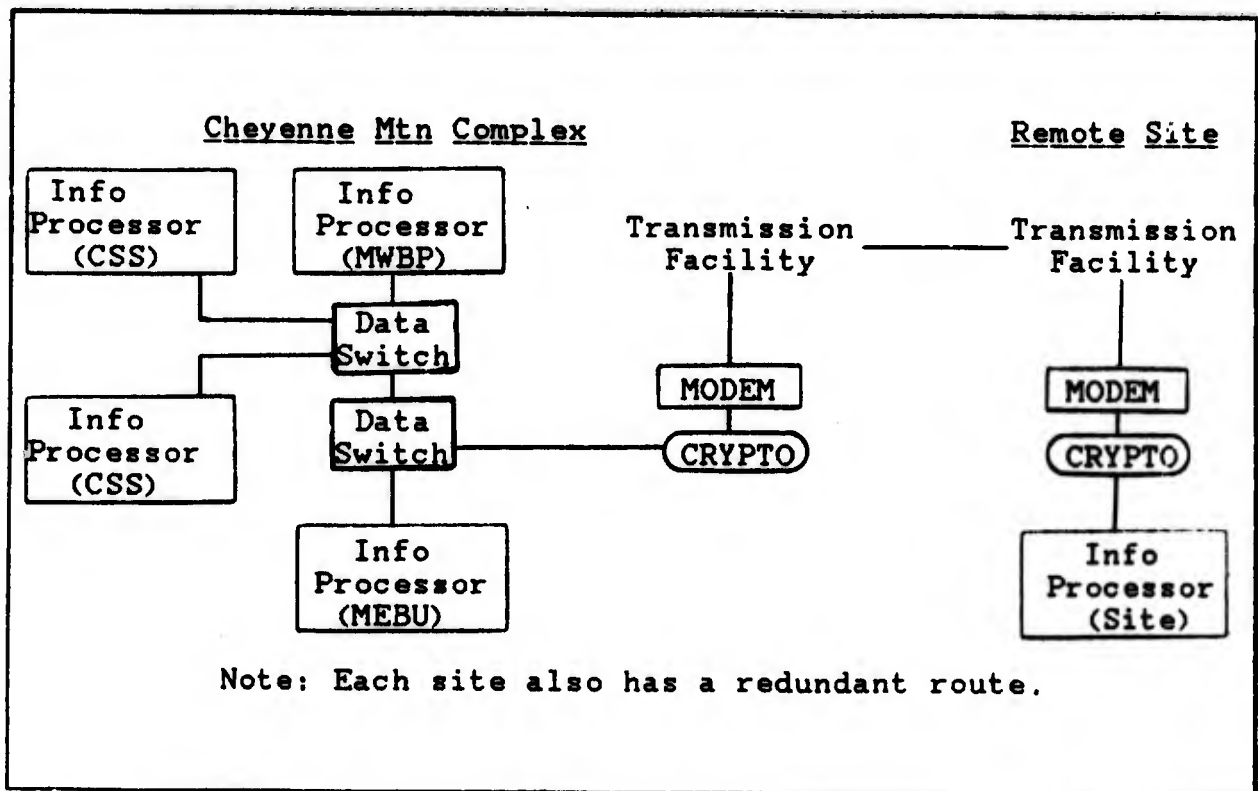 Cheyenne Mtn Complex
Remote Site
Info
Processor
(CSS)
Info
Processor
(MWBP)
Transmission
Facility
Transmission
Facility
Data
Switch
Info
Processor
(CSS)
Data
Switch
MODEM
CRYPTO
MODEM
CRYPTO
Info
Processor
(MEBU)
Info
Processor
(Site)
Note: Each site also has a redundant route.